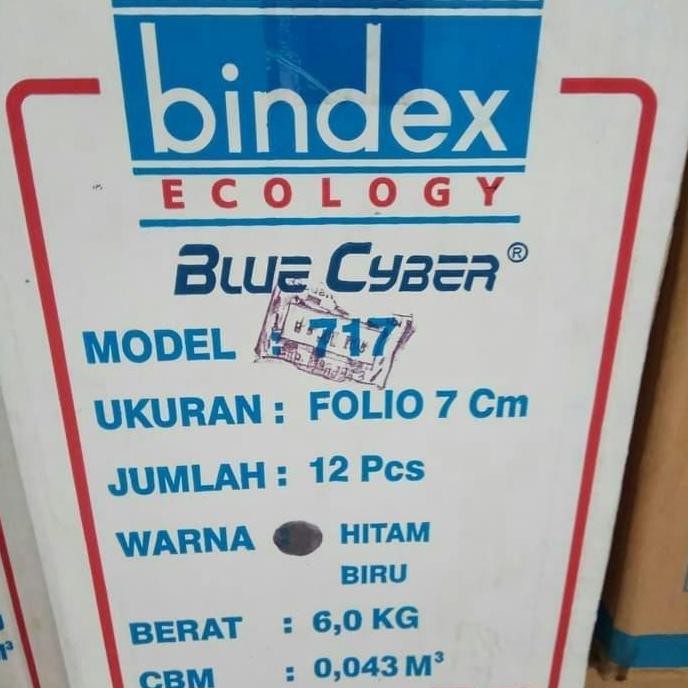 bindex
ECOLOGY
BLUE CYBER®
MODEL : 717
UKURAN : FOLIO 7 Cm
JUMLAH : 12 Pcs
WARNA HITAM
BIRU
BERAT : 6,0 KG
CBM : 0,043 M³